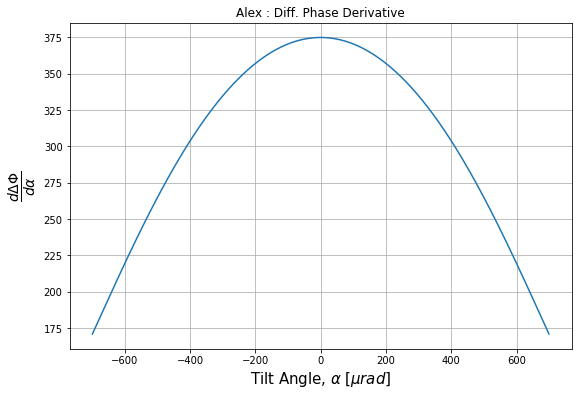 Alex : Diff. Phase Derivative
375
350
325
300
275
250
225
200
175
dΔΦ
dα
−600 −400 −200 0 200 400 600
Tilt Angle, α [μrad]